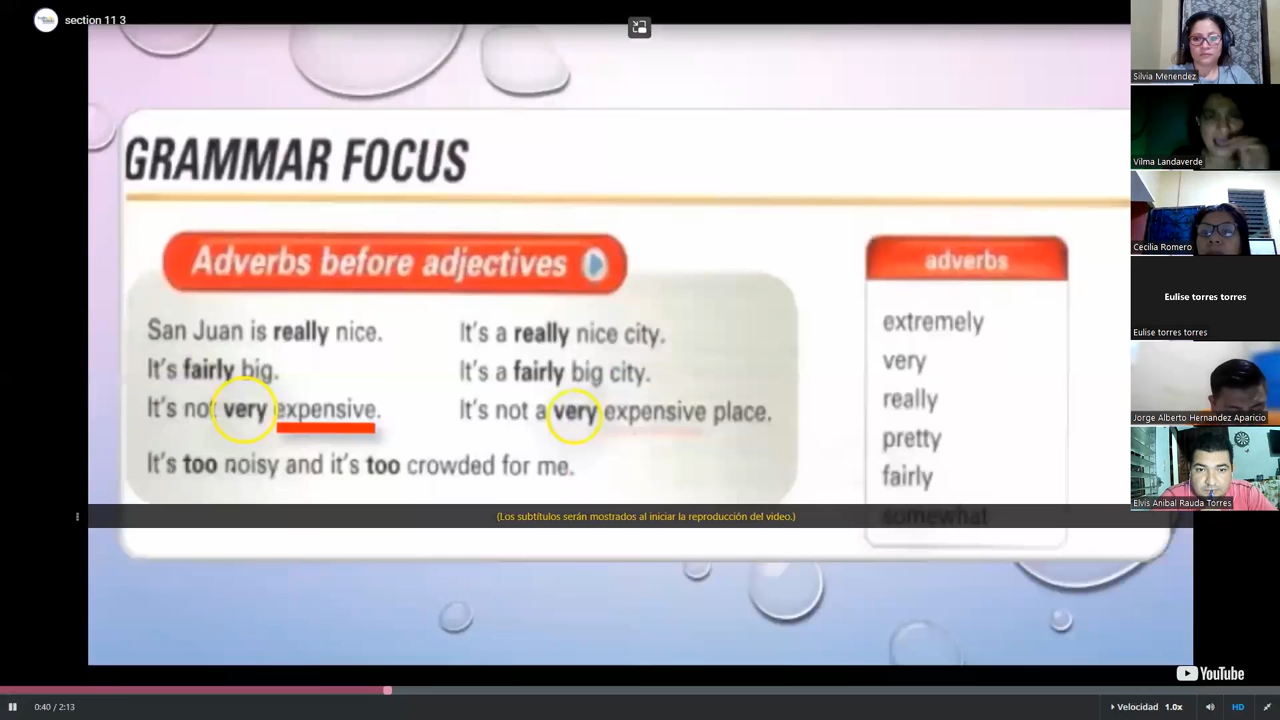 section 11 3
GRAMMAR FOCUS
Adverbs before adjectives
San Juan is really nice.
It's a really nice city.
It's fairly big.
It's a fairly big city.
It's not very expensive.
It's not a very expensive place.
It's too noisy and it's too crowded for me.
adverbs
extremely
very
really
pretty
fairly
somewhat
(Los subtítulos serán mostrados al iniciar la reproducción del video.)
Silvia Menendez
Vilma Landaverde
Cecilia Romero
Eulise torres torres
Eulise torres torres
Jorge Alberto Hernandez Aparicio
Elvis Anibal Rauda Torres
YouTube
0:40 / 2:13
Velocidad 1.0x
HD